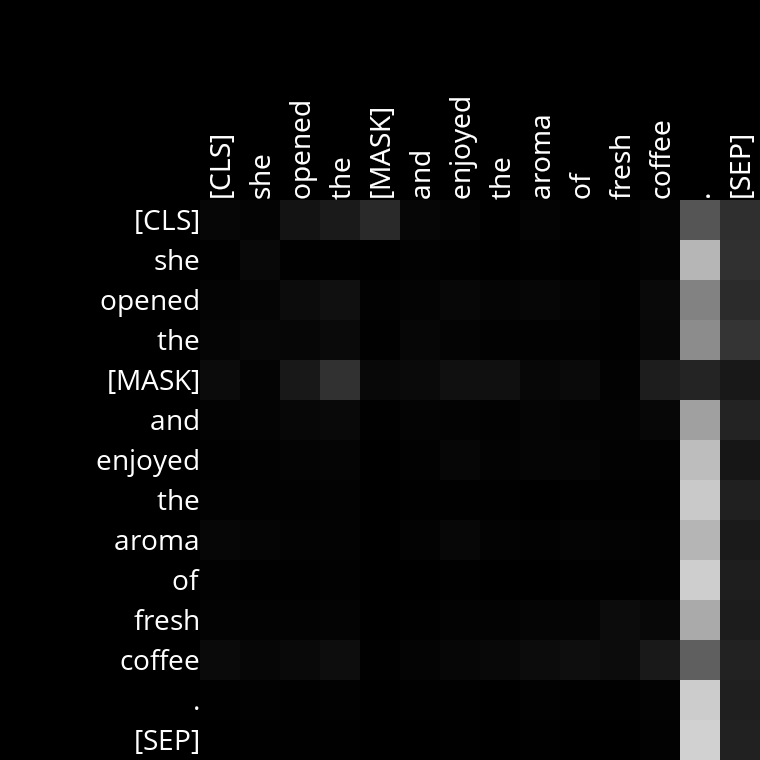 [CLS] she opened the [MASK] and enjoyed the aroma of fresh coffee . [SEP]
[CLS]
she
opened
the
[MASK]
and
enjoyed
the
aroma
of
fresh
coffee
.
[SEP]